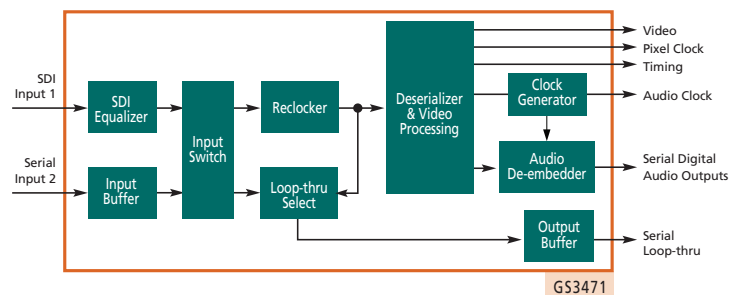 SDI
Input 1
Serial
Input 2
SDI
Equalizer
Input
Buffer
Input
Switch
Reclocker
Loop-thru
Select
Deserializer
& Video
Processing
Clock
Generator
Audio
De-embedder
Output
Buffer
Video
Pixel Clock
Timing
Audio Clock
Serial Digital
Audio Outputs
Serial
Loop-thru
GS3471